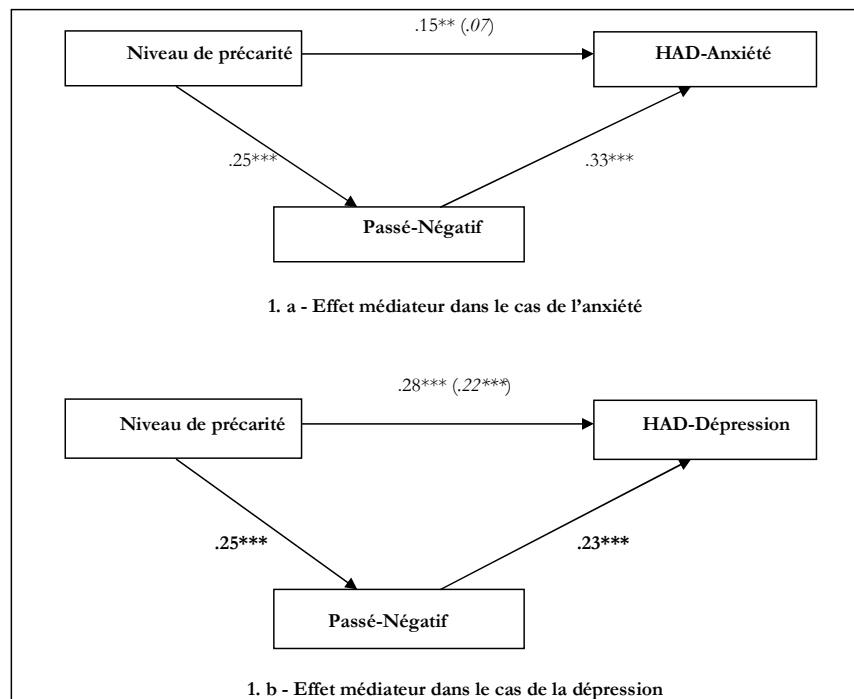 .15** (.07)
Niveau de précarité
HAD-Anxiété
.25***
.33***
Passé-Négatif
1. a - Effet médiateur dans le cas de l'anxiété
.28*** (.22***)
Niveau de précarité
HAD-Dépression
.25***
.23***
Passé-Négatif
1. b - Effet médiateur dans le cas de la dépression